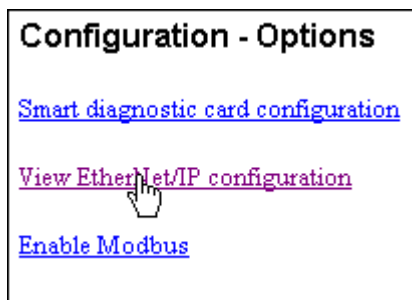 Configuration - Options
Smart diagnostic card configuration
View EtherNet/IP configuration
Enable Modbus